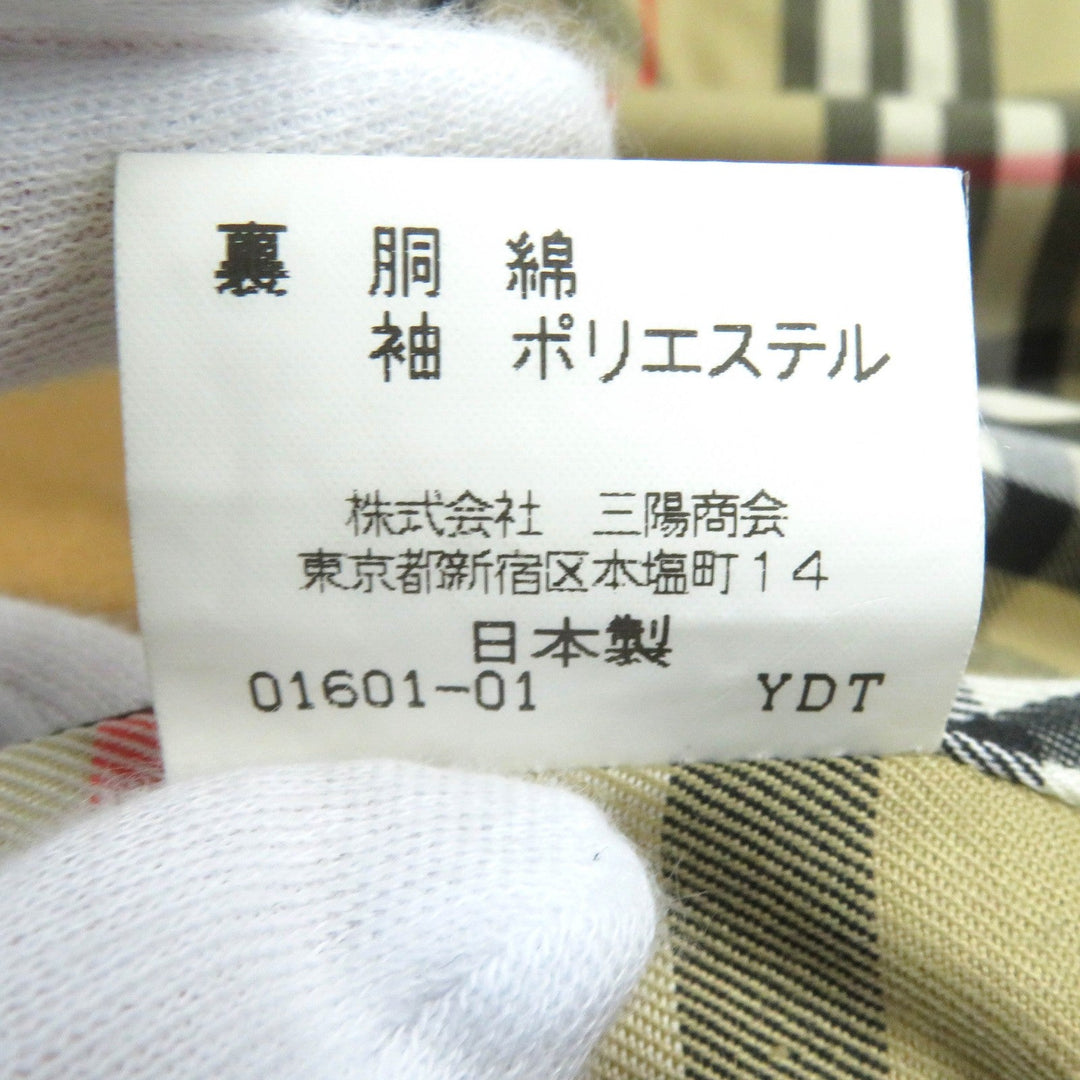 裏 胴 綿
袖 ポリエステル
株式会社 三陽商会
東京都新宿区本塩町14
日本製
01601-01 YDT